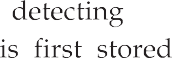 detecting
is first stored